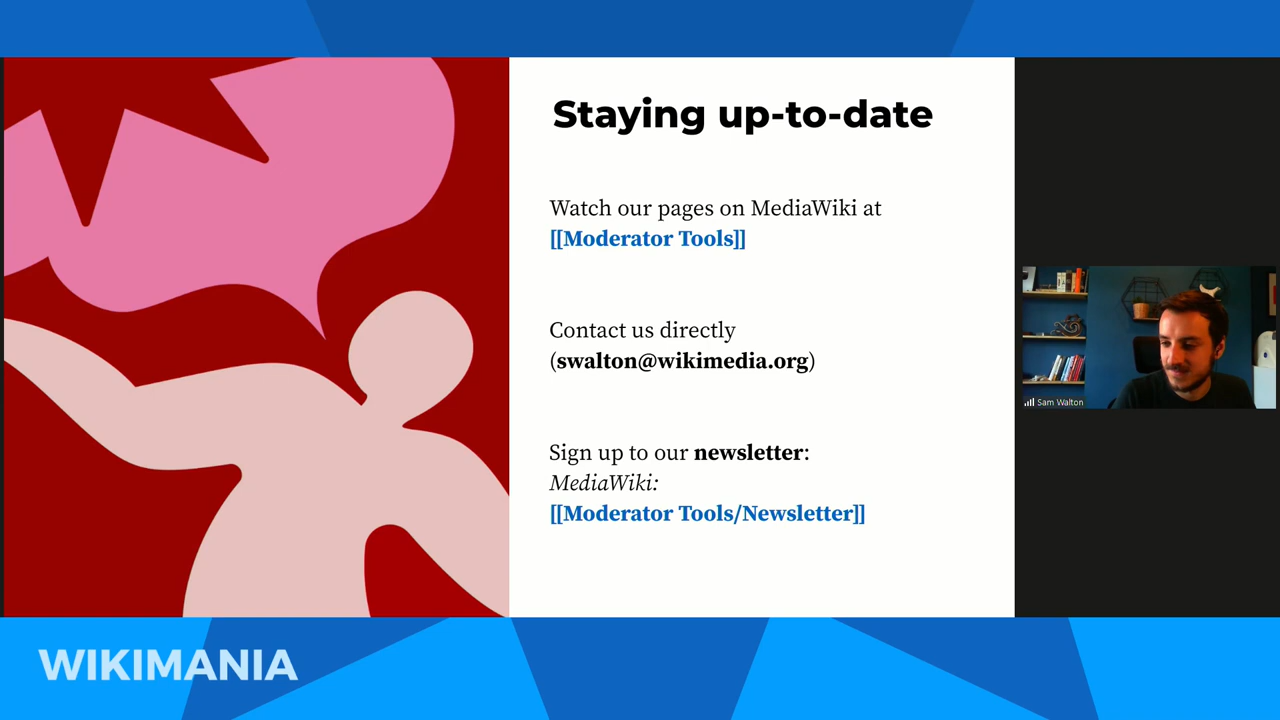 Staying up-to-date
Watch our pages on MediaWiki at
[[Moderator Tools]]
Contact us directly
(swalton@wikimedia.org)
Sign up to our newsletter:
MediaWiki:
[[Moderator Tools/Newsletter]]
Sam Walton
WIKIMANIA